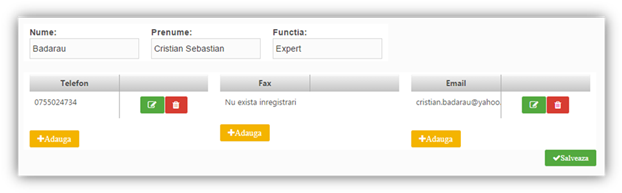 Nume: Prenume: Functia:
Badarau Cristian Sebastian Expert
Telefon Fax Email
0755024734 Nu exista inregistrari cristian.badarau@yahoo.
Adauga Adauga Adauga
Salveaza